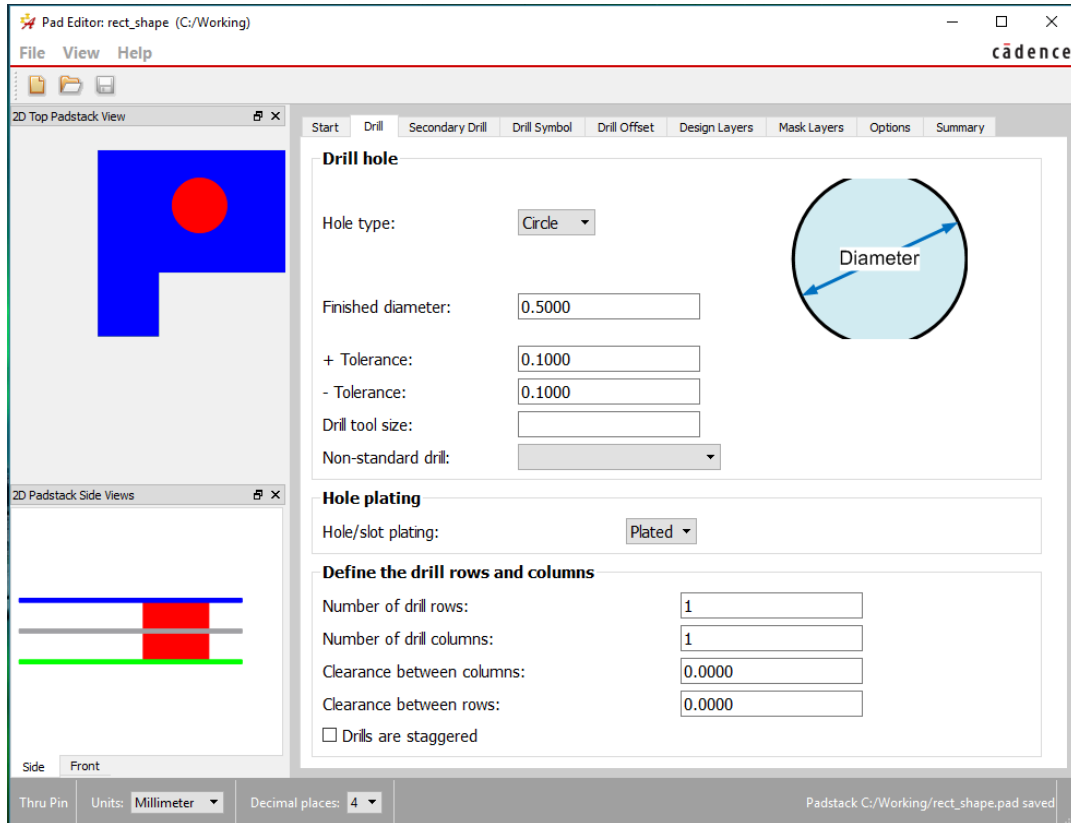 Pad Editor: rect_shape (C:/Working)
File View Help
cādence
2D Top Padstack View
Start Drill Secondary Drill Drill Symbol Drill Offset Design Layers Mask Layers Options Summary
Drill hole
Hole type: Circle
Diameter
Finished diameter: 0.5000
+ Tolerance: 0.1000
- Tolerance: 0.1000
Drill tool size:
Non-standard drill:
2D Padstack Side Views
Hole plating
Hole/slot plating: Plated
Define the drill rows and columns
Number of drill rows: 1
Number of drill columns: 1
Clearance between columns: 0.0000
Clearance between rows: 0.0000
Drills are staggered
Side Front
Thru Pin Units: Millimeter Decimal places: 4 Padstack C:/Working/rect_shape.pad saved